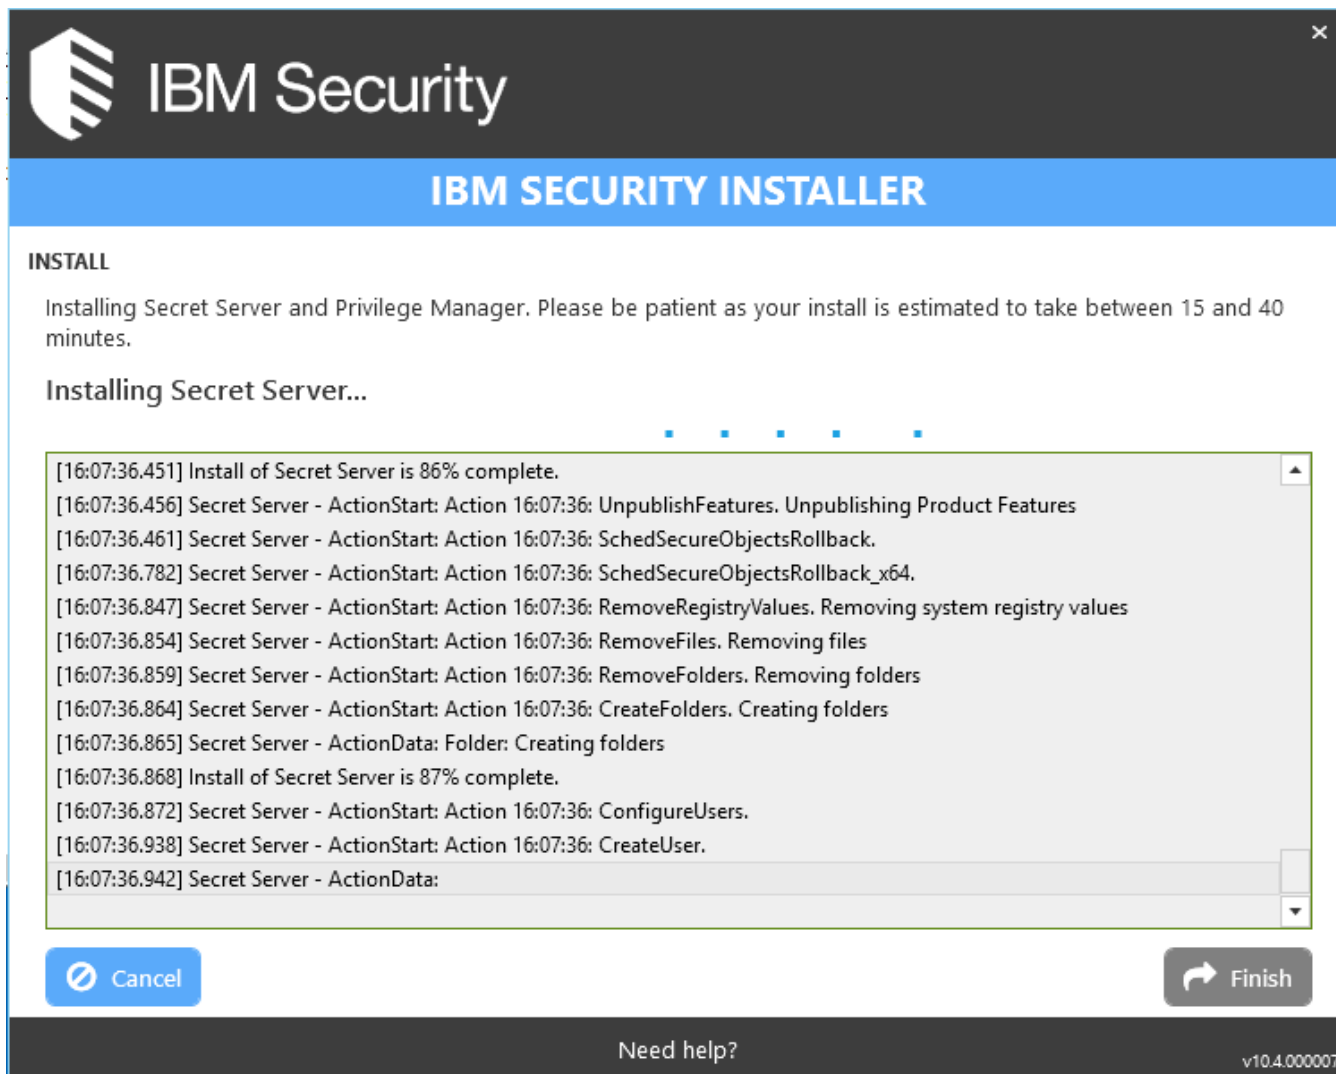 IBM Security
IBM SECURITY INSTALLER
INSTALL
Installing Secret Server and Privilege Manager. Please be patient as your install is estimated to take between 15 and 40
minutes.
Installing Secret Server...
[16:07:36.451] Install of Secret Server is 86% complete.
[16:07:36.456] Secret Server - ActionStart: Action 16:07:36: UnpublishFeatures. Unpublishing Product Features
[16:07:36.461] Secret Server - ActionStart: Action 16:07:36: SchedSecureObjectsRollback.
[16:07:36.782] Secret Server - ActionStart: Action 16:07:36: SchedSecureObjectsRollback_x64.
[16:07:36.847] Secret Server - ActionStart: Action 16:07:36: RemoveRegistryValues. Removing system registry values
[16:07:36.854] Secret Server - ActionStart: Action 16:07:36: RemoveFiles. Removing files
[16:07:36.859] Secret Server - ActionStart: Action 16:07:36: RemoveFolders. Removing folders
[16:07:36.864] Secret Server - ActionStart: Action 16:07:36: CreateFolders. Creating folders
[16:07:36.865] Secret Server - ActionData: Folder: Creating folders
[16:07:36.868] Install of Secret Server is 87% complete.
[16:07:36.872] Secret Server - ActionStart: Action 16:07:36: ConfigureUsers.
[16:07:36.938] Secret Server - ActionStart: Action 16:07:36: CreateUser.
[16:07:36.942] Secret Server - ActionData:
Cancel
Finish
Need help?
v10.4.000007